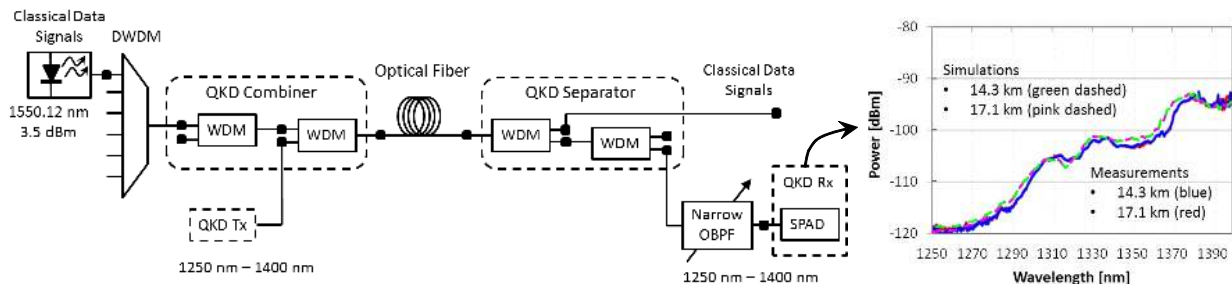 Classical Data
Signals
DWDM
1550.12 nm
3.5 dBm
QKD Combiner
WDM
WDM
QKD Tx
1250 nm – 1400 nm
Optical Fiber
QKD Separator
WDM
WDM
Classical Data
Signals
QKD Rx
Narrow
OBPF
SPAD
1250 nm – 1400 nm
Power [dBm]
-80
-90
-100
-110
-120
Simulations
• 14.3 km (green dashed)
• 17.1 km (pink dashed)
Measurements
• 14.3 km (blue)
• 17.1 km (red)
1250 1270 1290 1310 1330 1350 1370 1390
Wavelength [nm]